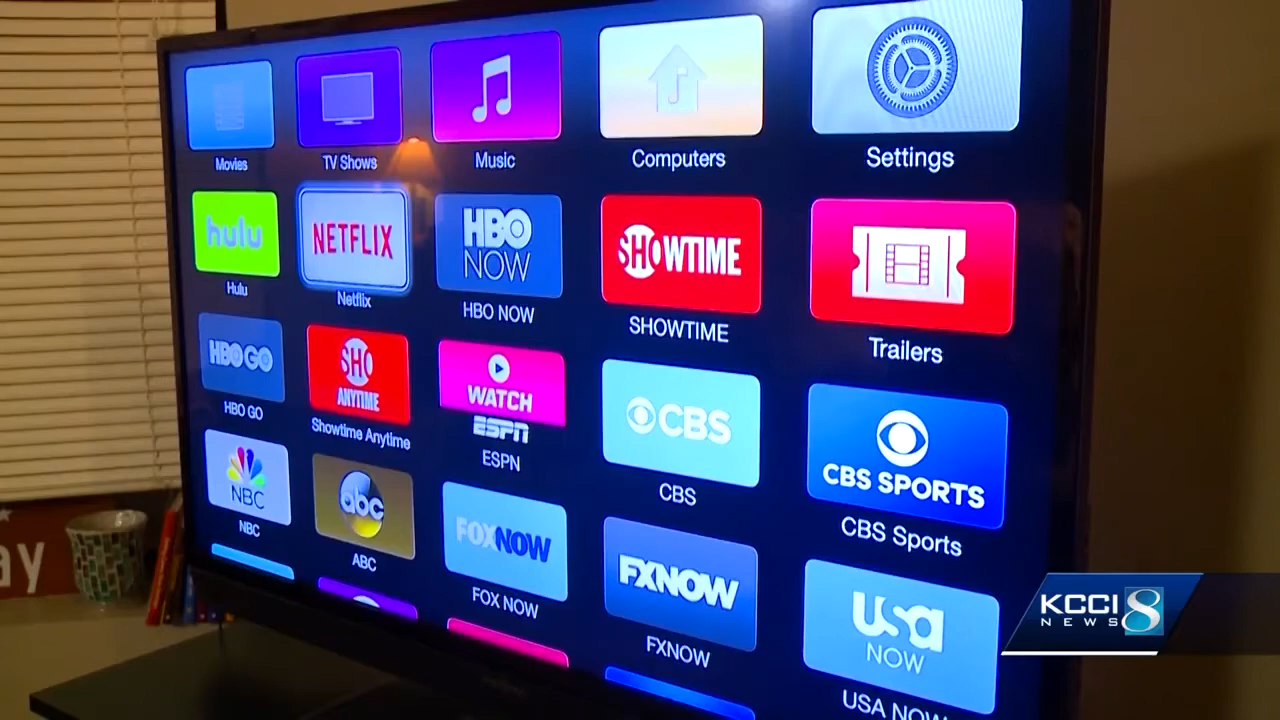 Movies
TV Shows
Music
Computers
Settings
hulu
NETFLIX
HBO
NOW
SHOWTIME
Hulu
Netflix
HBO NOW
SHOWTIME
Trailers
HBO GO
SHO
ANYTIME
WATCH
ESPN
CBS
CBS SPORTS
HBO GO
Showtime Anytime
ESPN
CBS
CBS Sports
NBC
abc
FOXNOW
FXNOW
usa
NOW
NBC
ABC
FOX NOW
FXNOW
USA NOW
ay
KCCI 8
NEWS